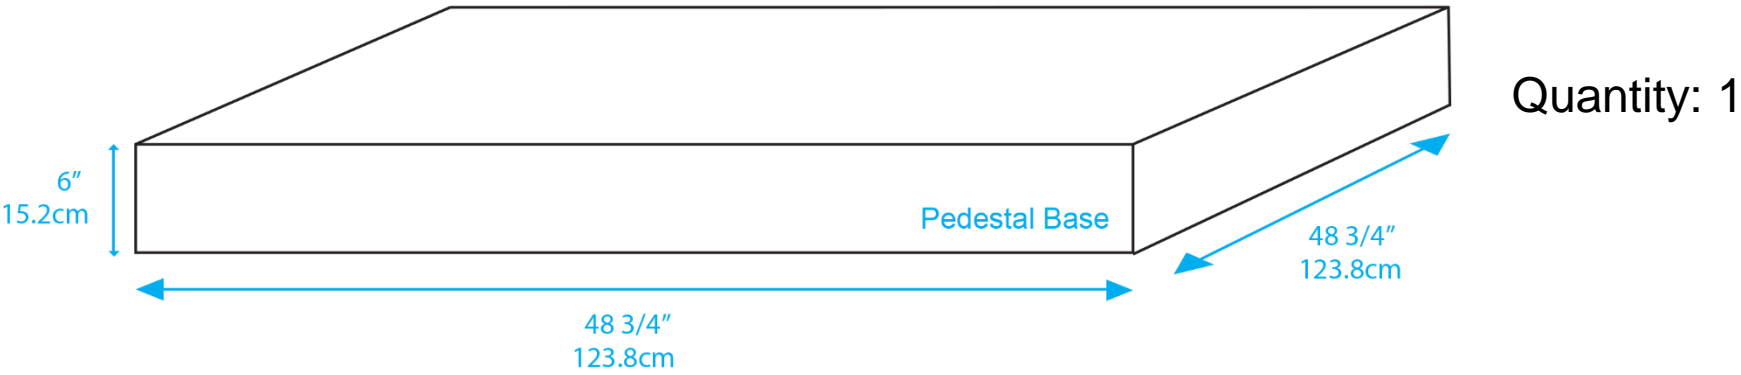 Quantity: 1
6”
15.2cm
Pedestal Base
48 3/4”
123.8cm
48 3/4”
123.8cm